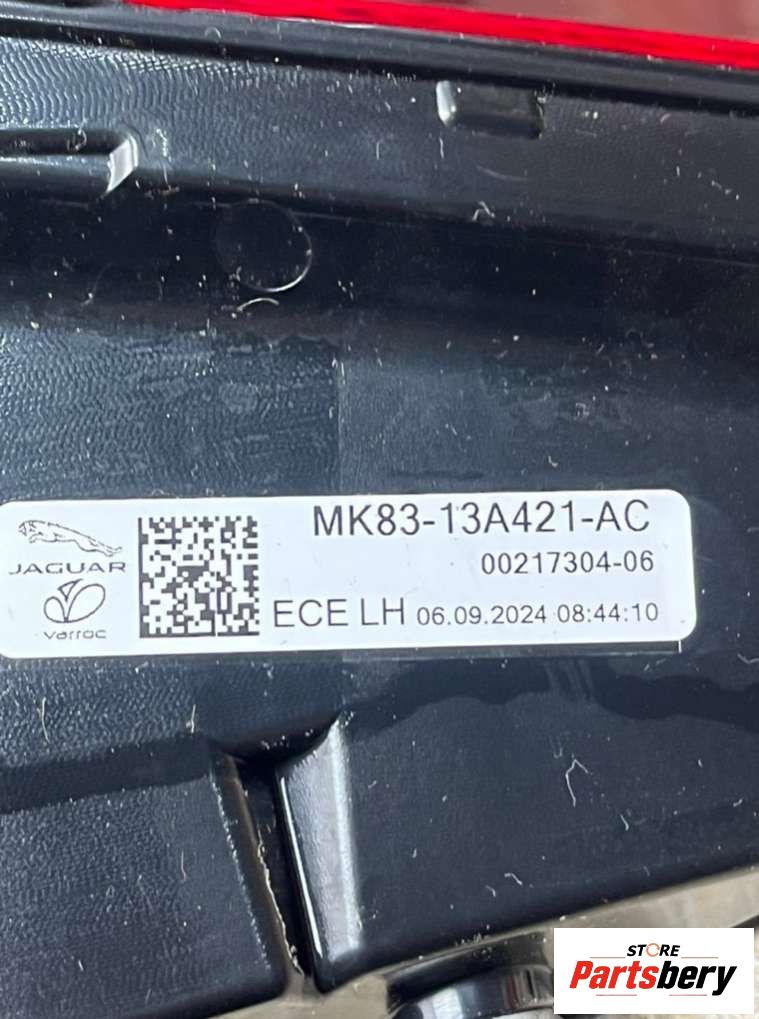 MK83-13A421-AC
JAGUAR
00217304-06
varroc
ECE LH 06.09.2024 08:44:10
STORE
Partsbery